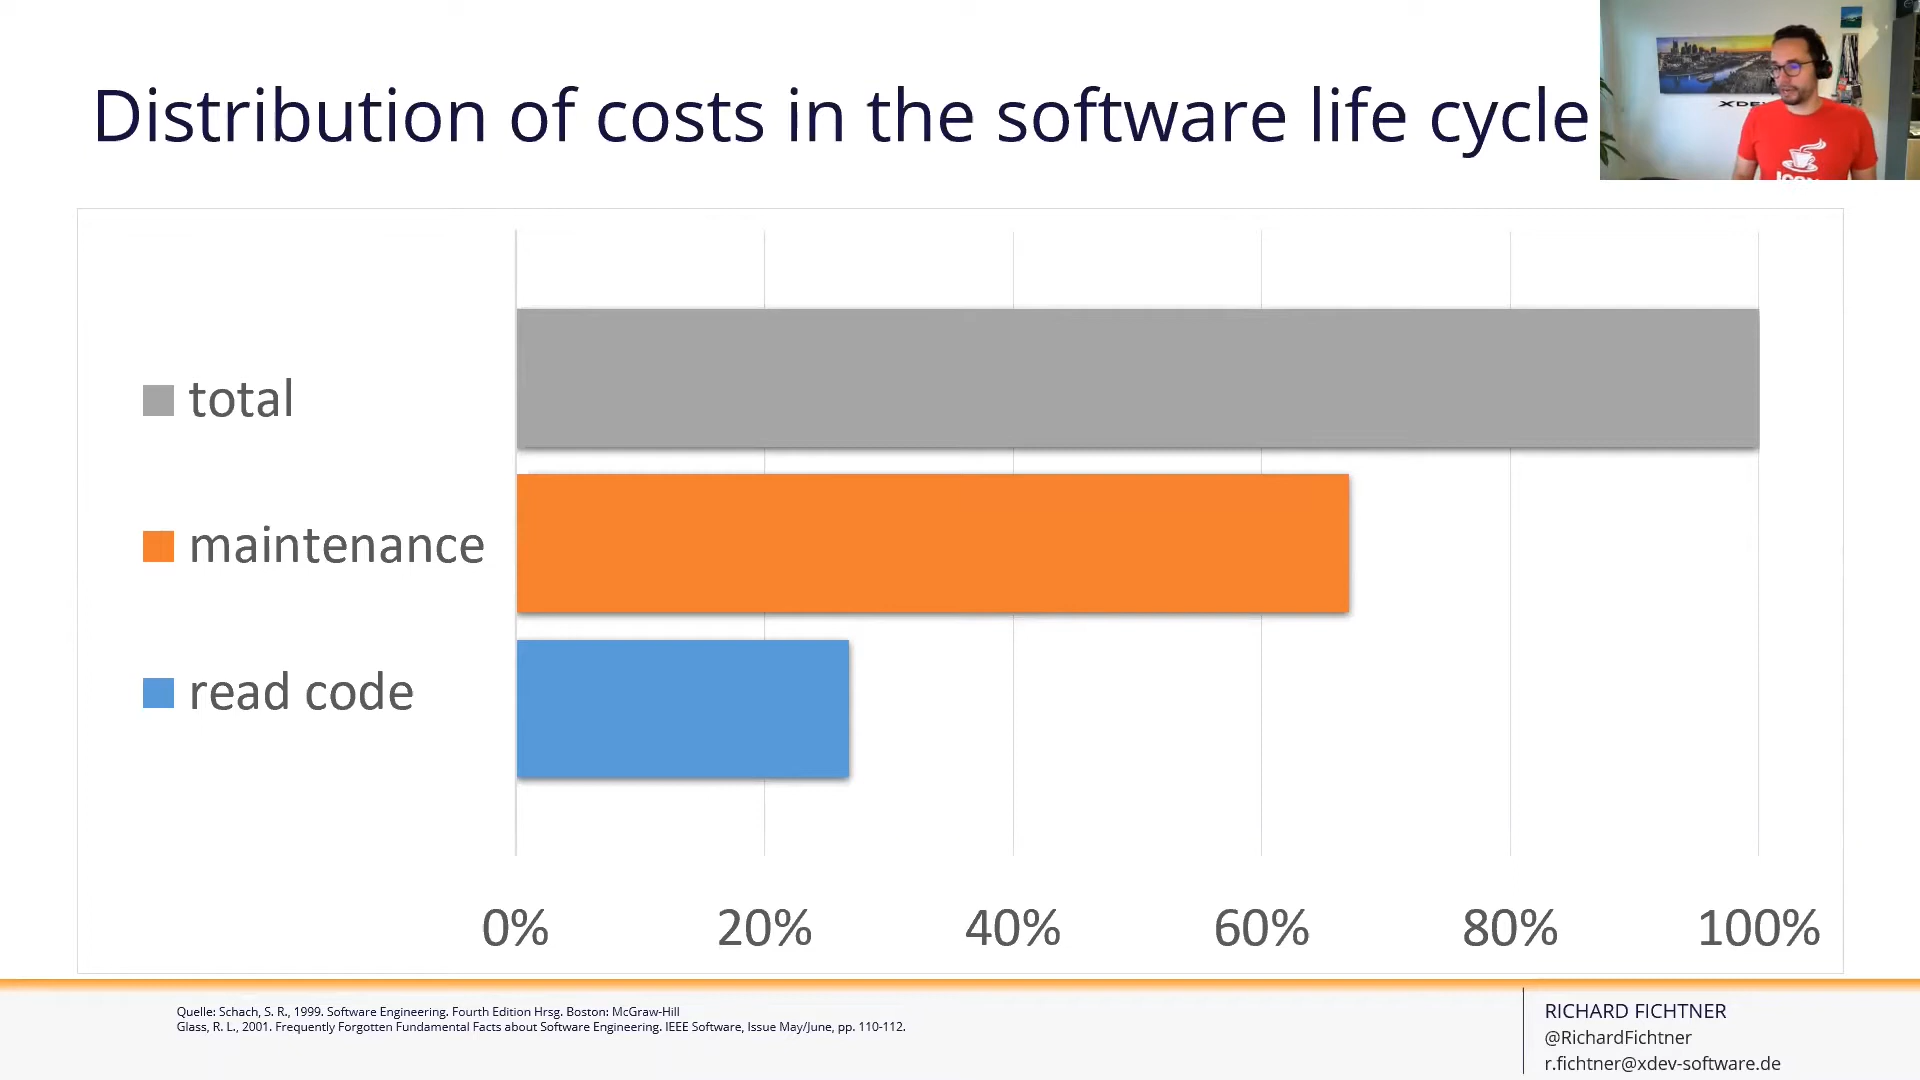 Distribution of costs in the software life cycle
total
maintenance
read code
0% 20% 40% 60% 80% 100%
Quelle: Schach, S. R., 1999. Software Engineering. Fourth Edition Hrsg. Boston: McGraw-Hill
Glass, R. L., 2001. Frequently Forgotten Fundamental Facts about Software Engineering. IEEE Software, Issue May/June, pp. 110-112.
RICHARD FICHTNER
@RichardFichtner
r.fichtner@xdev-software.de